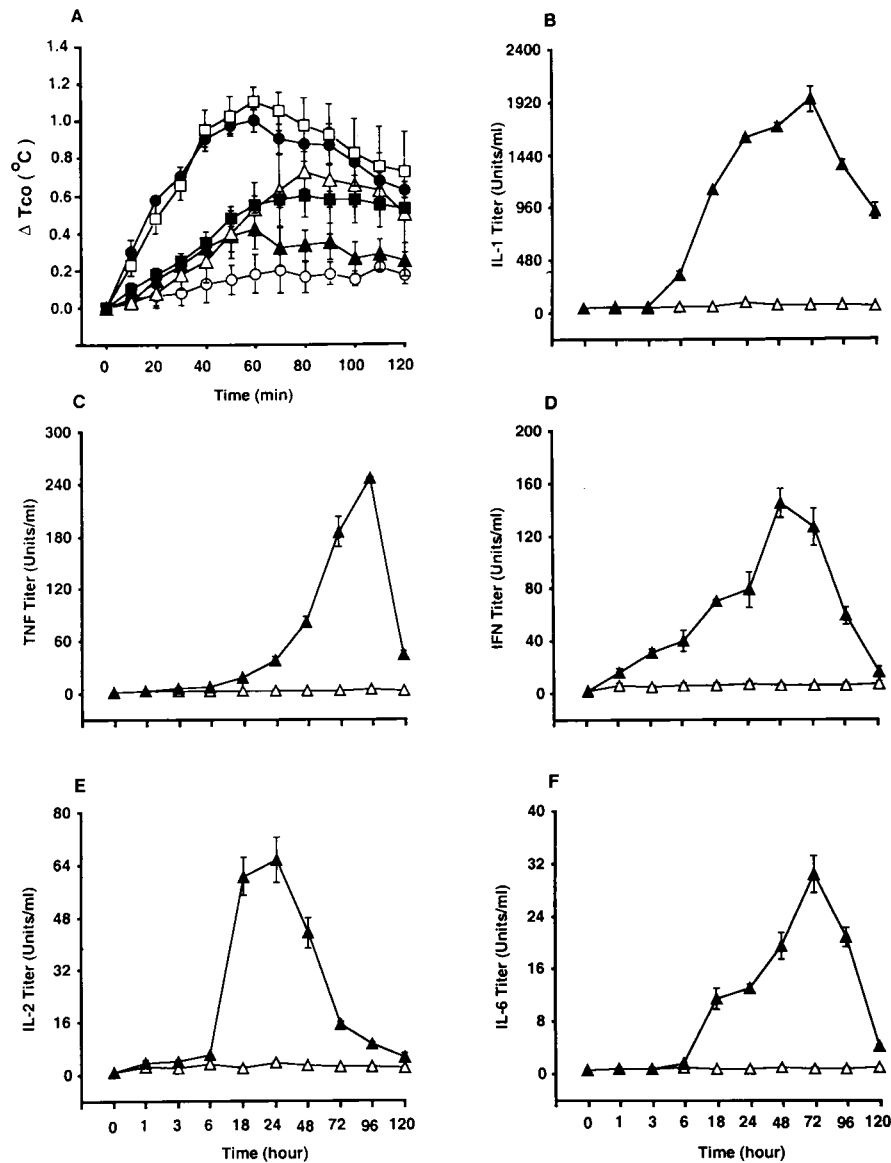 A
Δ Tco (°C)
1.4
1.2
1.0
0.8
0.6
0.4
0.2
0.0
0 20 40 60 80 100 120
Time (min)
B
IL-1 Titer (Units/ml)
2400
1920
1440
960
480
0
C
TNF Titer (Units/ml)
300
240
180
120
60
0
D
IFN Titer (Units/ml)
200
160
120
80
40
0
E
IL-2 Titer (Units/ml)
80
64
48
32
16
0
0 1 3 6 18 24 48 72 96 120
Time (hour)
F
IL-6 Titer (Units/ml)
40
32
24
16
8
0
0 1 3 6 18 24 48 72 96 120
Time (hour)